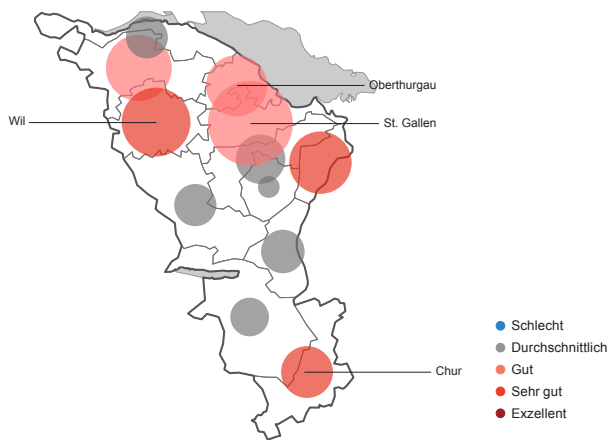 Oberthurgau
Wil
St. Gallen
Schlecht
Durchschnittlich
Gut
Chur
Sehr gut
Exzellent